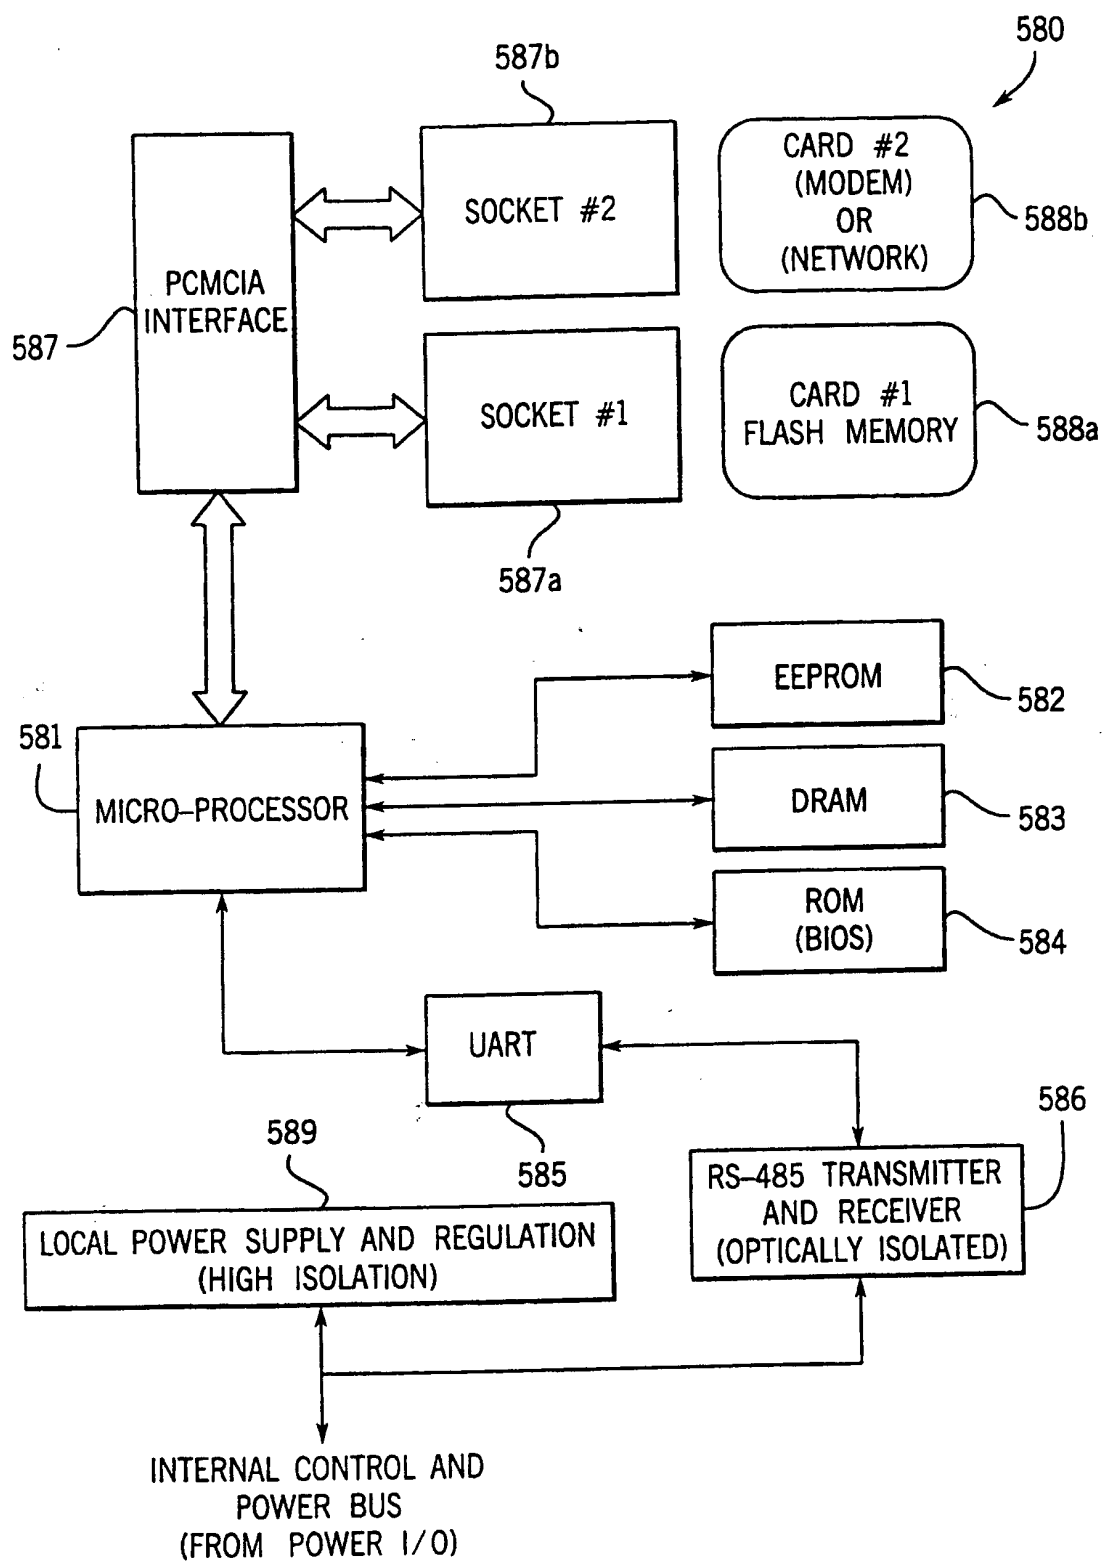 580
587b
CARD #2
(MODEM)
OR
(NETWORK)
SOCKET #2
588b
PCMCIA
INTERFACE
587
CARD #1
FLASH MEMORY
SOCKET #1
588a
587a
EEPROM
582
581
MICRO-PROCESSOR
DRAM
583
ROM
(BIOS)
584
UART
585
586
589
RS-485 TRANSMITTER
AND RECEIVER
(OPTICALLY ISOLATED)
LOCAL POWER SUPPLY AND REGULATION
(HIGH ISOLATION)
INTERNAL CONTROL AND
POWER BUS
(FROM POWER I/O)